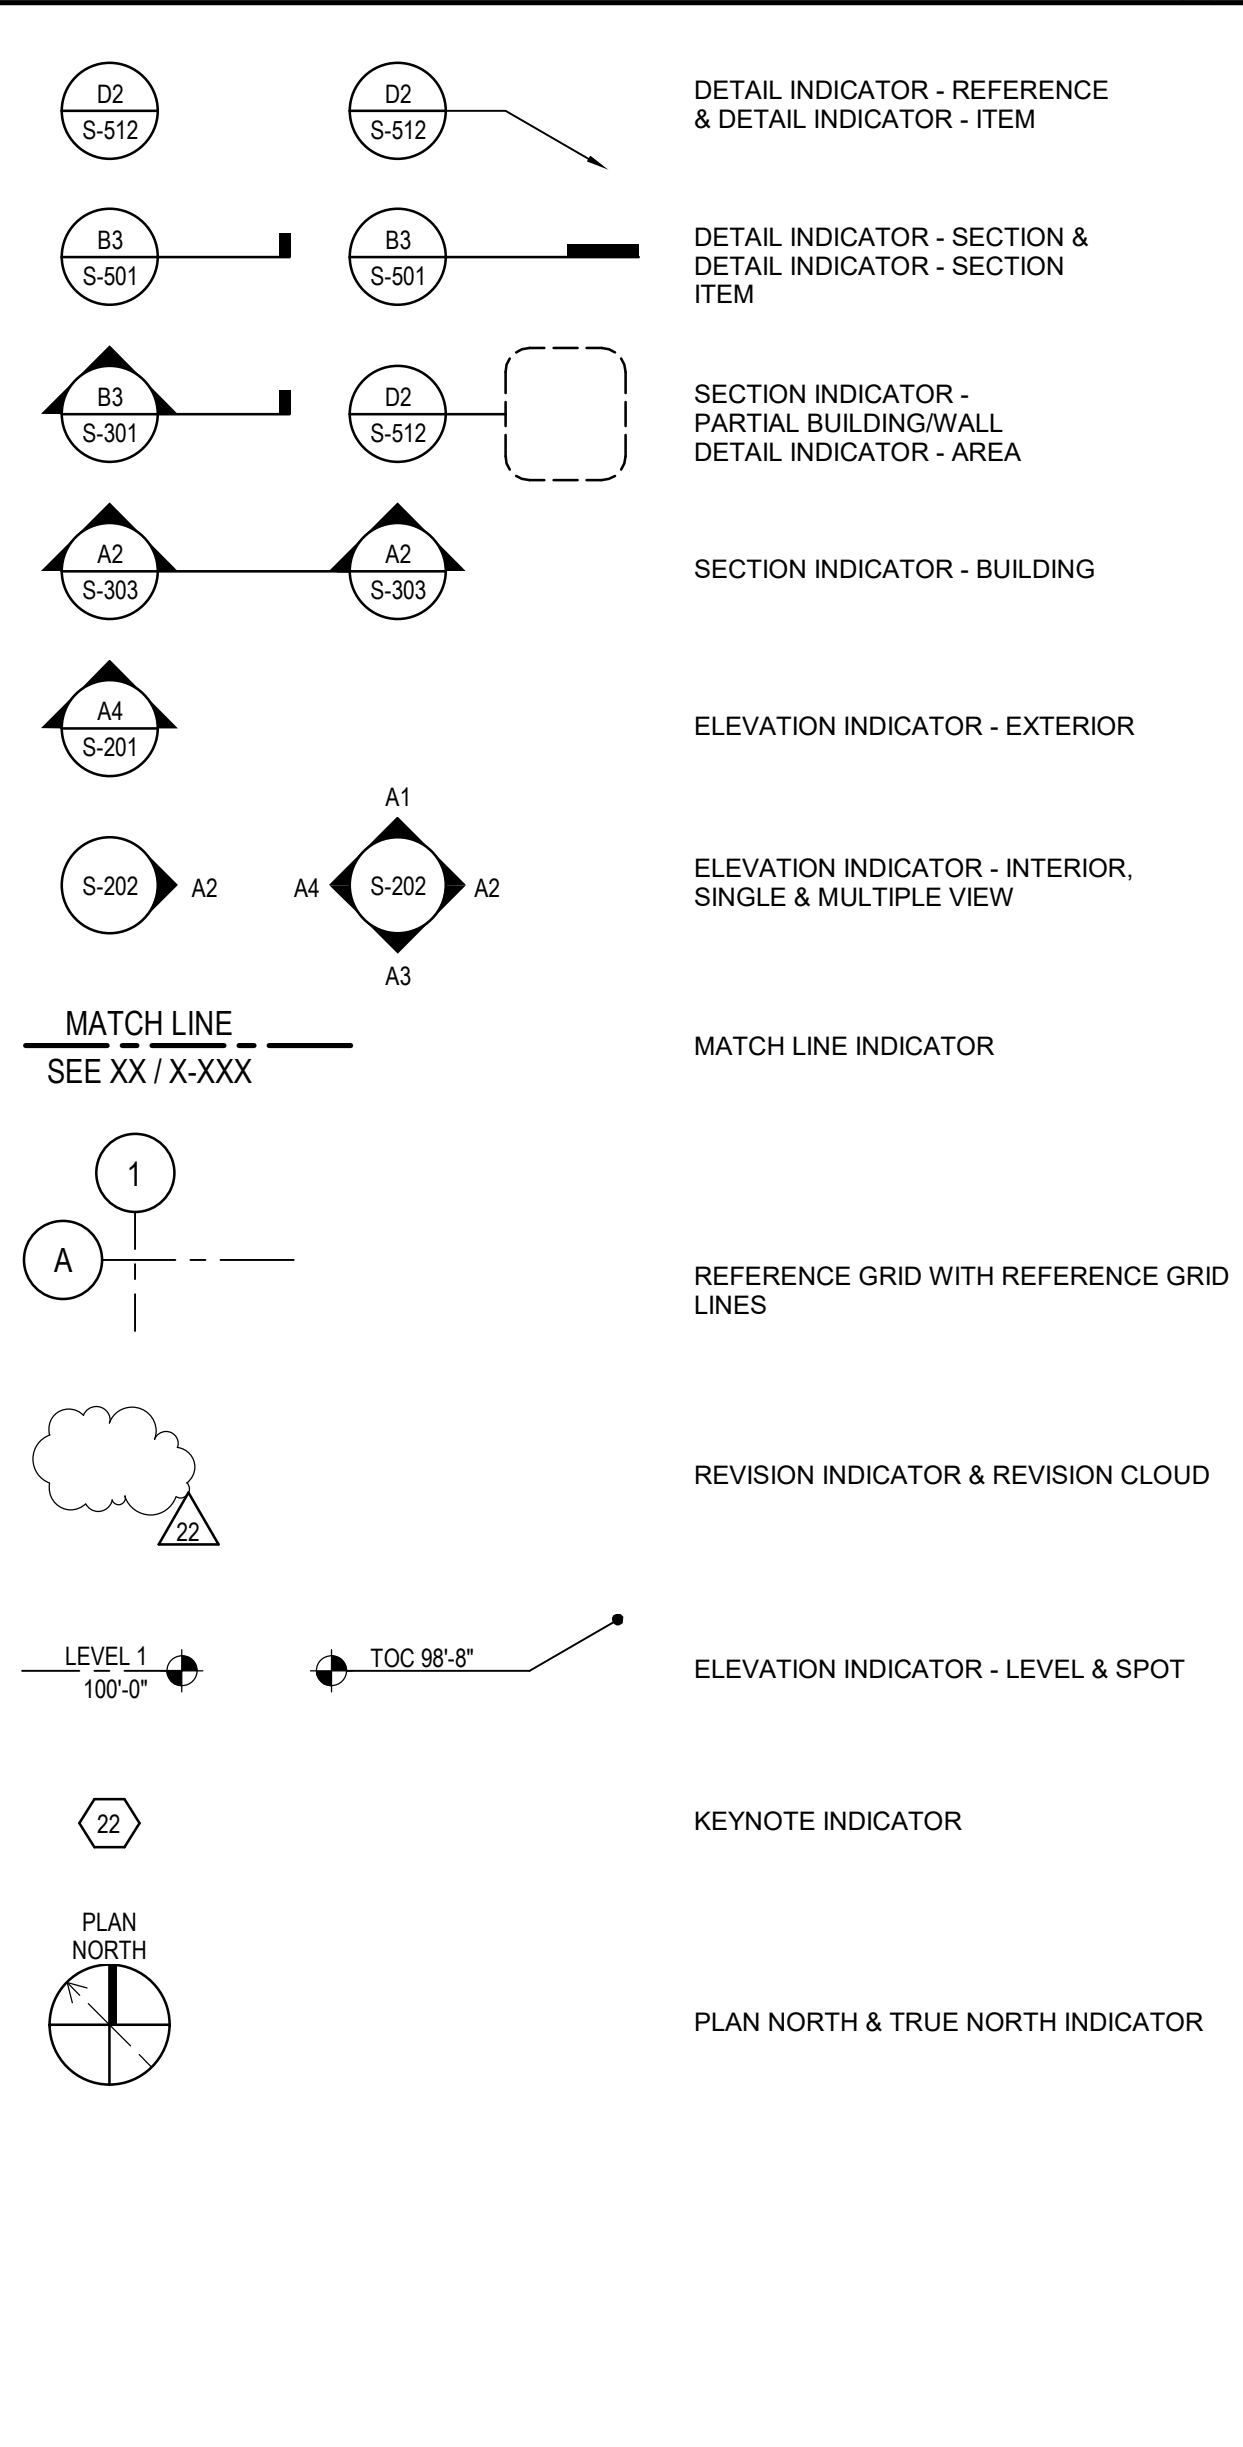 D2
S-512
D2
S-512
DETAIL INDICATOR - REFERENCE
& DETAIL INDICATOR - ITEM
B3
S-501
B3
S-501
DETAIL INDICATOR - SECTION &
DETAIL INDICATOR - SECTION
ITEM
B3
S-301
D2
S-512
SECTION INDICATOR -
PARTIAL BUILDING/WALL
DETAIL INDICATOR - AREA
A2
S-303
A2
S-303
SECTION INDICATOR - BUILDING
A4
S-201
ELEVATION INDICATOR - EXTERIOR
S-202
A2
A1
A4
S-202
A2
A3
ELEVATION INDICATOR - INTERIOR,
SINGLE & MULTIPLE VIEW
MATCH LINE
SEE XX / X-XXX
MATCH LINE INDICATOR
1
A
REFERENCE GRID WITH REFERENCE GRID
LINES
22
REVISION INDICATOR & REVISION CLOUD
LEVEL 1
100'-0"
TOC 98'-8"
ELEVATION INDICATOR - LEVEL & SPOT
22
KEYNOTE INDICATOR
PLAN
NORTH
PLAN NORTH & TRUE NORTH INDICATOR